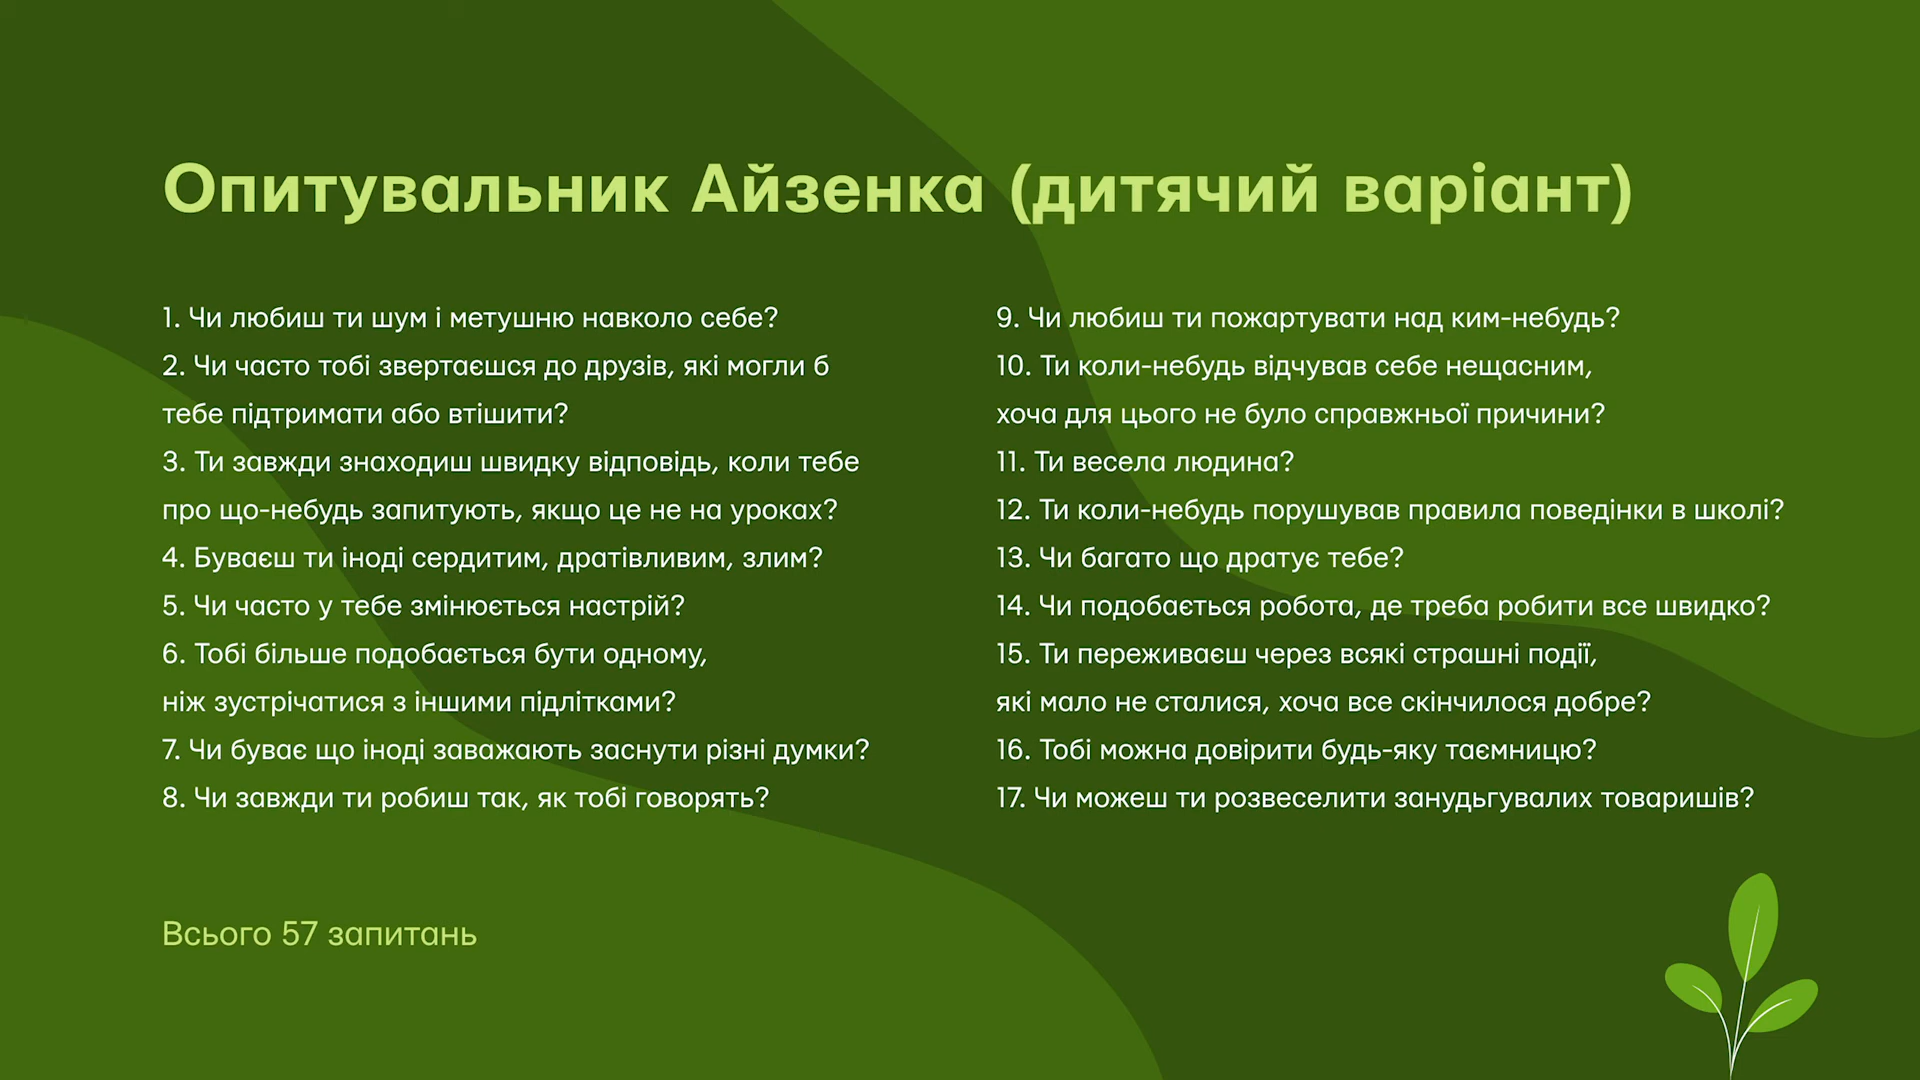 Опитувальник Айзенка (дитячий варіант)
1. Чи любиш ти шум і метушню навколо себе?
2. Чи часто тобі звертаєшся до друзів, які могли б
тебе підтримати або втішити?
3. Ти завжди знаходиш швидку відповідь, коли тебе
про що-небудь запитують, якщо це не на уроках?
4. Буваєш ти іноді сердитим, дратівливим, злим?
5. Чи часто у тебе змінюється настрій?
6. Тобі більше подобається бути одному,
ніж зустрічатися з іншими підлітками?
7. Чи буває що іноді заважають заснути різні думки?
8. Чи завжди ти робиш так, як тобі говорять?
9. Чи любиш ти пожартувати над ким-небудь?
10. Ти коли-небудь відчував себе нещасним,
хоча для цього не було справжньої причини?
11. Ти весела людина?
12. Ти коли-небудь порушував правила поведінки в школі?
13. Чи багато що дратує тебе?
14. Чи подобається робота, де треба робити все швидко?
15. Ти переживаєш через всякі страшні події,
які мало не сталися, хоча все скінчилося добре?
16. Тобі можна довірити будь-яку таємницю?
17. Чи можеш ти розвеселити занудьгувалих товаришів?
Всього 57 запитань